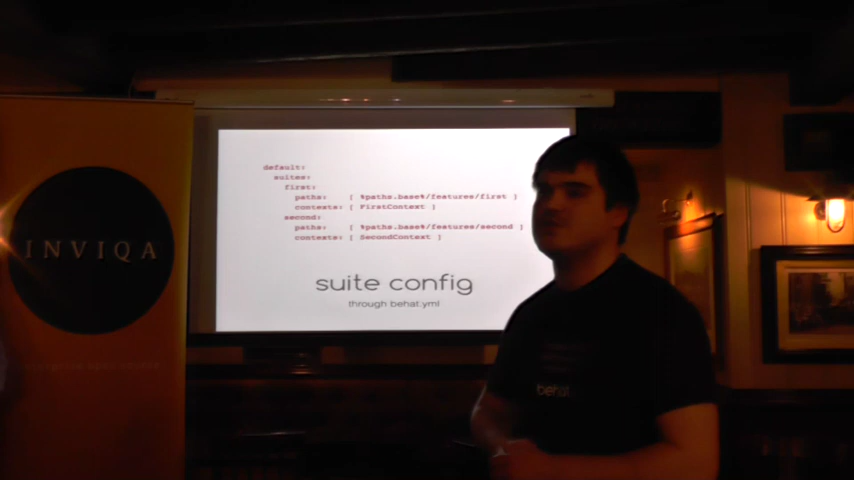 INVIQA
default:
suites:
first:
paths: [ %paths.base%/features/first ]
contexts: [ FirstContext ]
second:
paths: [ %paths.base%/features/second ]
contexts: [ SecondContext ]
suite config
through behat.yml
behat